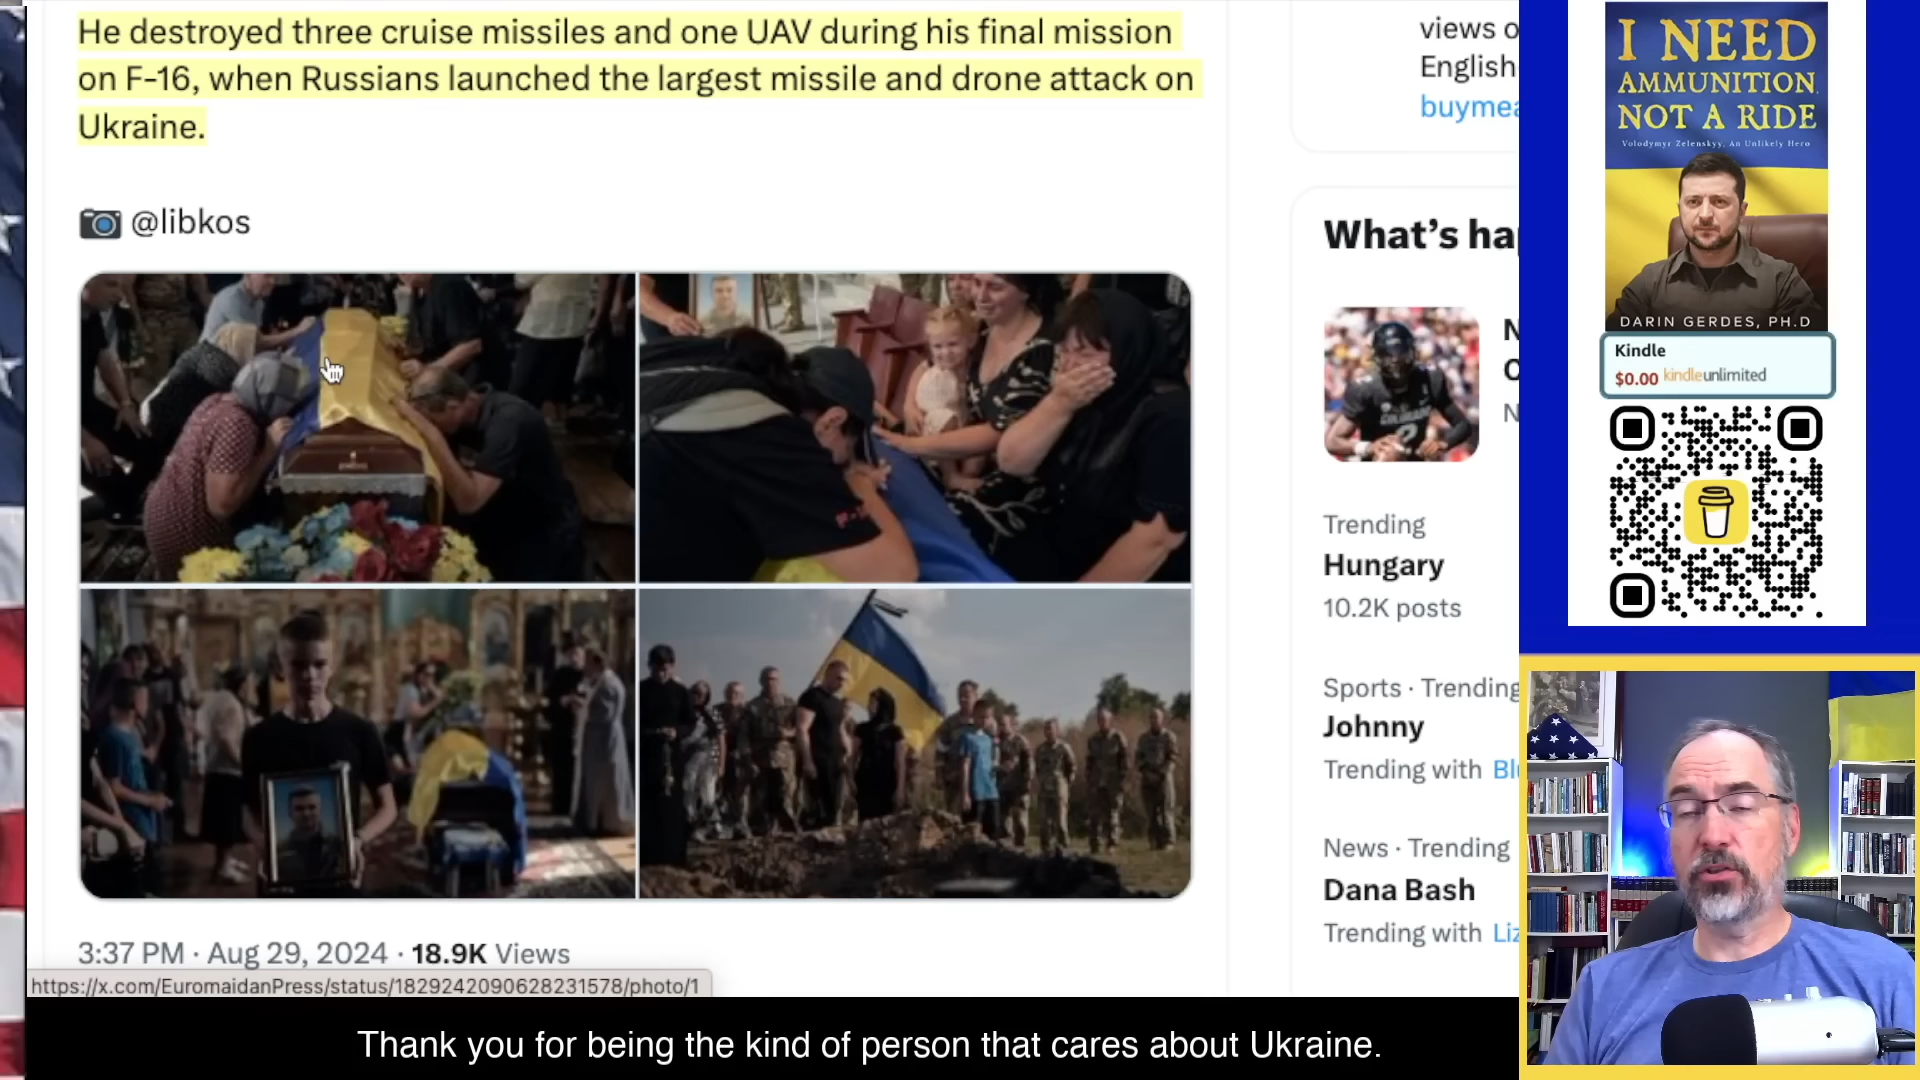 He destroyed three cruise missiles and one UAV during his final mission
on F-16, when Russians launched the largest missile and drone attack on
Ukraine.
@libkos
3:37 PM · Aug 29, 2024 · 18.9K Views
https://x.com/EuromaidanPress/status/1829242090628231578/photo/1
views o
English
buymea
What's ha
N
O
N
Trending
Hungary
10.2K posts
Sports · Trending
Johnny
Trending with Bl
News · Trending
Dana Bash
Trending with Liz
I NEED
AMMUNITION,
NOT A RIDE
Volodymyr Zelenskyy, An Unlikely Hero
DARIN GERDES, PH.D
Kindle
$0.00 kindleunlimited
Thank you for being the kind of person that cares about Ukraine.